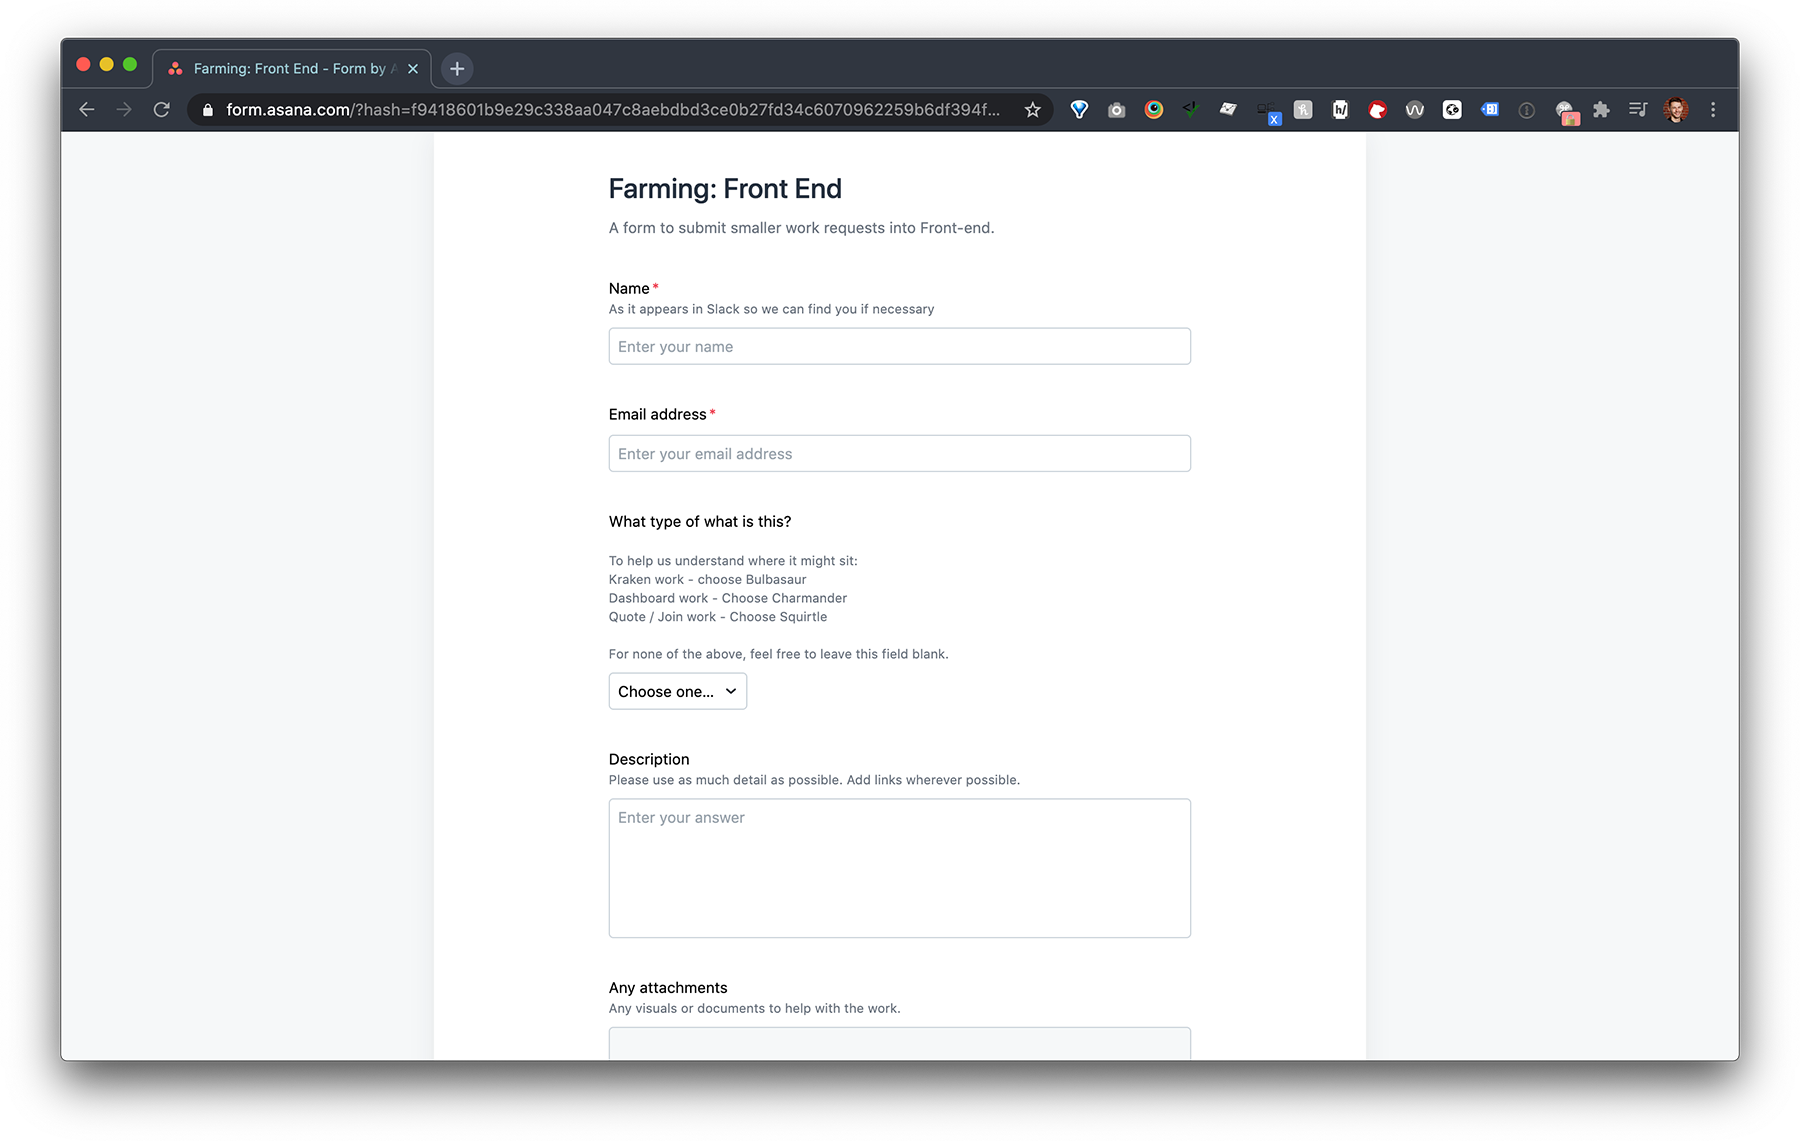 Farming: Front End - Form by A
form.asana.com/?hash=f9418601b9e29c338aa047c8aebdbd3ce0b27fd34c6070962259b6df394f...
Farming: Front End
A form to submit smaller work requests into Front-end.
Name*
As it appears in Slack so we can find you if necessary
Enter your name
Email address*
Enter your email address
What type of what is this?
To help us understand where it might sit:
Kraken work - choose Bulbasaur
Dashboard work - Choose Charmander
Quote / Join work - Choose Squirtle
For none of the above, feel free to leave this field blank.
Choose one...
Description
Please use as much detail as possible. Add links wherever possible.
Enter your answer
Any attachments
Any visuals or documents to help with the work.